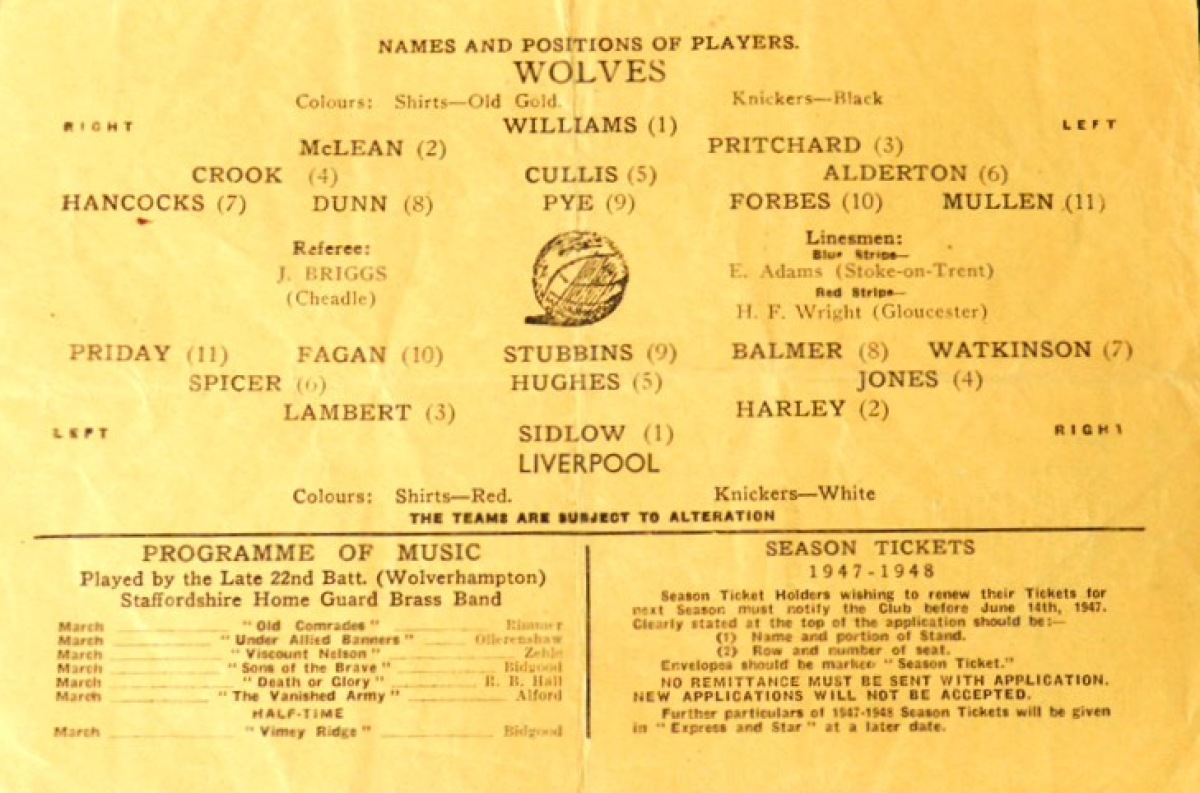 NAMES AND POSITIONS OF PLAYERS.
WOLVES
Colours: Shirts—Old Gold. Knickers—Black
RIGHT WILLIAMS (1) LEFT
McLEAN (2) PRITCHARD (3)
CROOK (4) CULLIS (5) ALDERTON (6)
HANCOCKS (7) DUNN (8) PYE (9) FORBES (10) MULLEN (11)
Referee:
J. BRIGGS
(Cheadle)
Linesmen:
Blue Stripe—
E. Adams (Stoke-on-Trent)
Red Stripe—
H. F. Wright (Gloucester)
PRIDAY (11) FAGAN (10) STUBBINS (9) BALMER (8) WATKINSON (7)
SPICER (6) HUGHES (5) JONES (4)
LAMBERT (3) HARLEY (2)
LEFT SIDLOW (1) RIGHT
LIVERPOOL
Colours: Shirts—Red. Knickers—White
THE TEAMS ARE SUBJECT TO ALTERATION
PROGRAMME OF MUSIC
Played by the Late 22nd Batt. (Wolverhampton)
Staffordshire Home Guard Brass Band
March "Old Comrades" Rimmer
March "Under Allied Banners" Ollerenshaw
March "Viscount Nelson" Zehle
March "Sons of the Brave" Bidgood
March "Death or Glory" R. B. Hall
March "The Vanished Army" Alford
HALF-TIME
March "Vimey Ridge" Bidgood
SEASON TICKETS
1947-1948
Season Ticket Holders wishing to renew their Tickets for
next Season must notify the Club before June 14th, 1947.
Clearly stated at the top of the application should be:—
(1) Name and portion of Stand.
(2) Row and number of seat.
Envelopes should be marked "Season Ticket."
NO REMITTANCE MUST BE SENT WITH APPLICATION.
NEW APPLICATIONS WILL NOT BE ACCEPTED.
Further particulars of 1947-1948 Season Tickets will be given
in "Express and Star" at a later date.